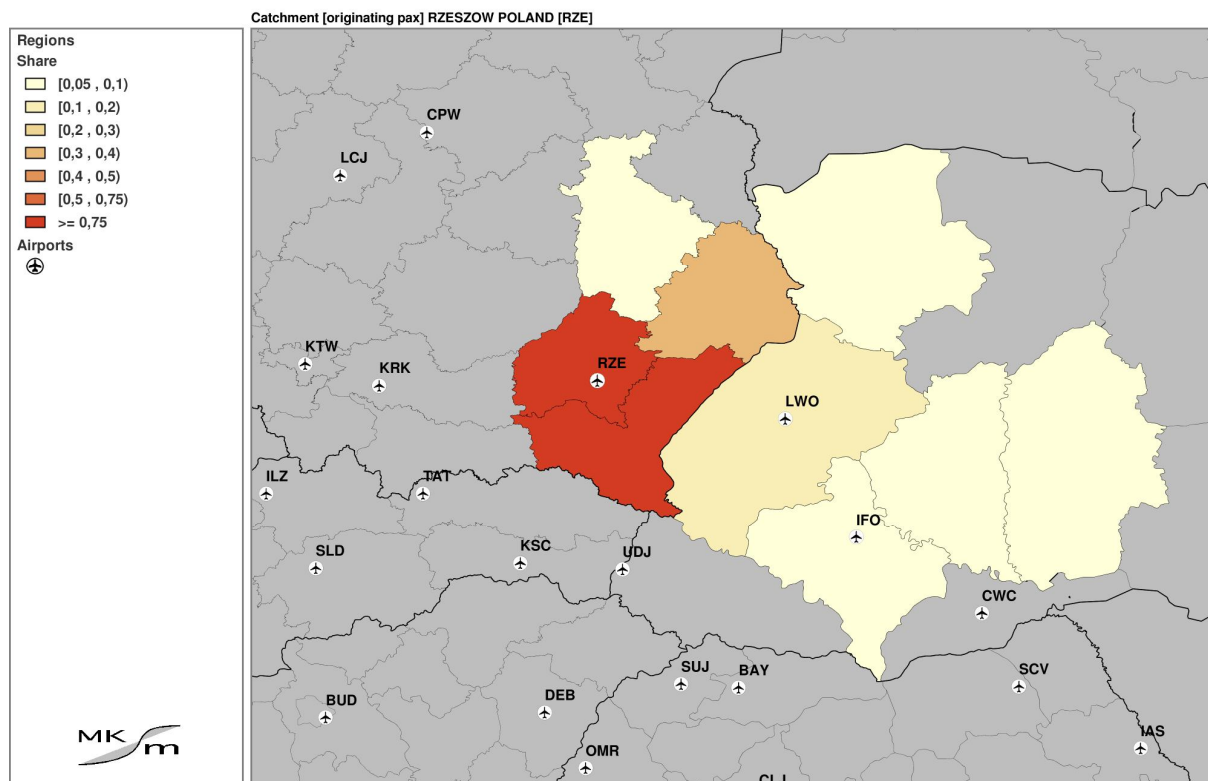 Catchment [originating pax] RZESZOW POLAND [RZE]
Regions
Share
[0,05 , 0,1)
[0,1 , 0,2)
[0,2 , 0,3)
[0,3 , 0,4)
[0,4 , 0,5)
[0,5 , 0,75)
>= 0,75
Airports
MK m
CPW
LCJ
KTW
KRK
RZE
LWO
ILZ
TAT
IFO
SLD
KSC
UDJ
CWC
SUJ
BAY
SCV
BUD
DEB
IAS
OMR